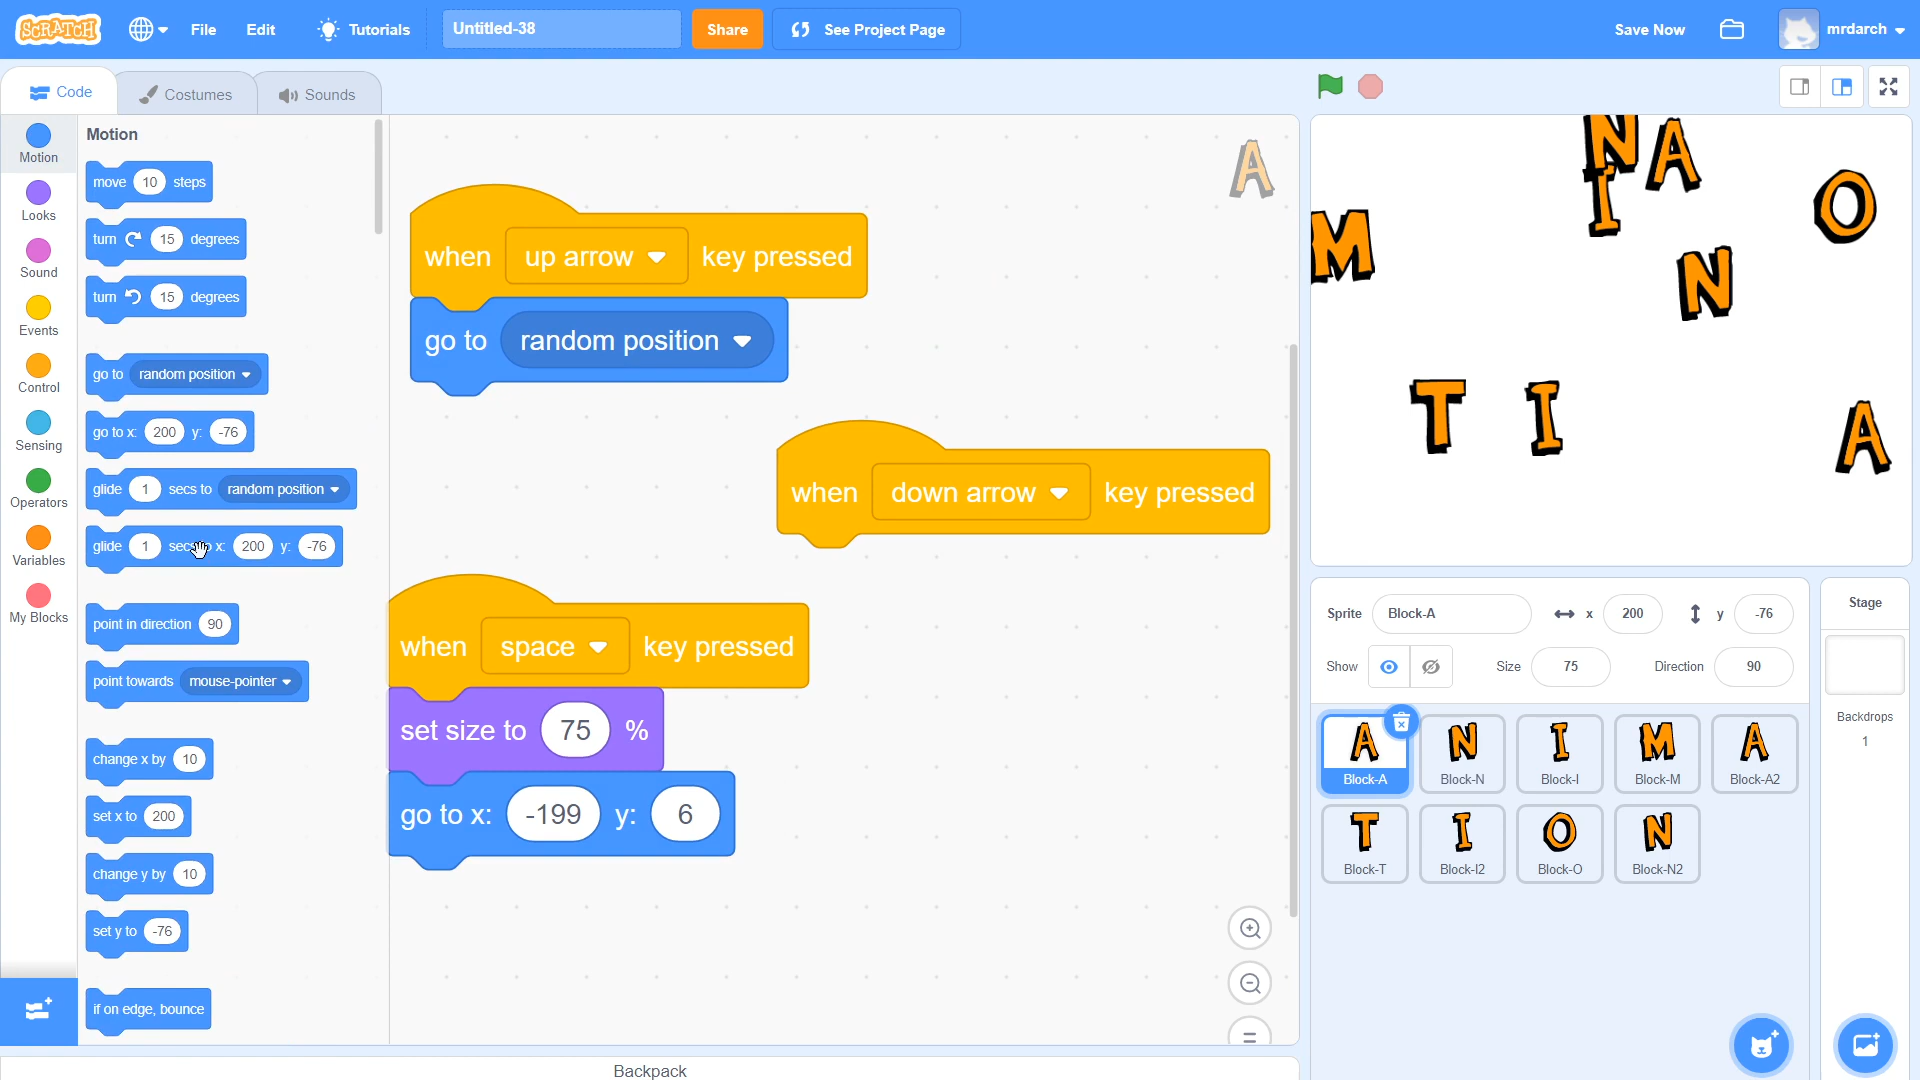 SCRATCH
File
Edit
Tutorials
Untitled-38
Share
See Project Page
Save Now
mrdarch
Code
Costumes
Sounds
Motion
Looks
Sound
Events
Control
Sensing
Operators
Variables
My Blocks
Motion
move 10 steps
turn 15 degrees
turn 15 degrees
go to random position
go to x: 200 y: -76
glide 1 secs to random position
glide 1 x: 200 y: -76
point in direction 90
point towards mouse-pointer
change x by 10
set x to 200
change y by 10
set y to -76
if on edge, bounce
A
when up arrow key pressed
go to random position
when down arrow key pressed
when space key pressed
set size to 75 %
go to x: -199 y: 6
=
Backpack
N A
I
O
M
N
T I
A
Sprite Block-A x 200 y -76
Show Size 75 Direction 90
A N I M A
Block-A Block-N Block-I Block-M Block-A2
T I O N
Block-T Block-I2 Block-O Block-N2
Stage
Backdrops
1